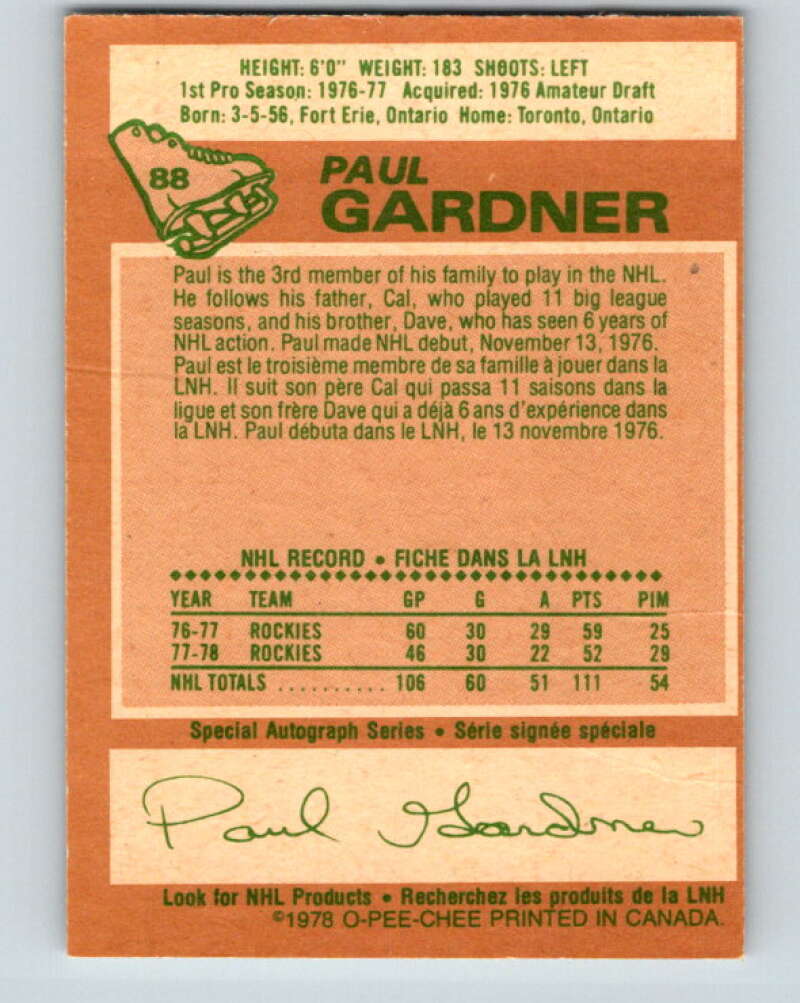 HEIGHT: 6'0" WEIGHT: 183 SHOOTS: LEFT
1st Pro Season: 1976-77 Acquired: 1976 Amateur Draft
Born: 3-5-56, Fort Erie, Ontario Home: Toronto, Ontario
88
PAUL
GARDNER
Paul is the 3rd member of his family to play in the NHL.
He follows his father, Cal, who played 11 big league
seasons, and his brother, Dave, who has seen 6 years of
NHL action. Paul made NHL debut, November 13, 1976.
Paul est le troisième membre de sa famille à jouer dans la
LNH. Il suit son père Cal qui passa 11 saisons dans la
ligue et son frère Dave qui a déjà 6 ans d'expérience dans
la LNH. Paul débuta dans le LNH, le 13 novembre 1976.
NHL RECORD • FICHE DANS LA LNH
YEAR TEAM GP G A PTS PIM
76-77 ROCKIES 60 30 29 59 25
77-78 ROCKIES 46 30 22 52 29
NHL TOTALS .......... 106 60 51 111 54
Special Autograph Series • Série signée spéciale
Paul Gardner
Look for NHL Products • Recherchez les produits de la LNH
©1978 O-PEE-CHEE PRINTED IN CANADA.